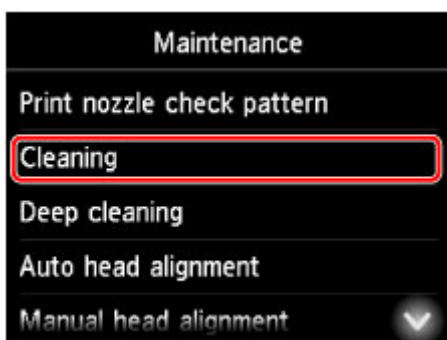 Maintenance
Print nozzle check pattern
Cleaning
Deep cleaning
Auto head alignment
Manual head alignment